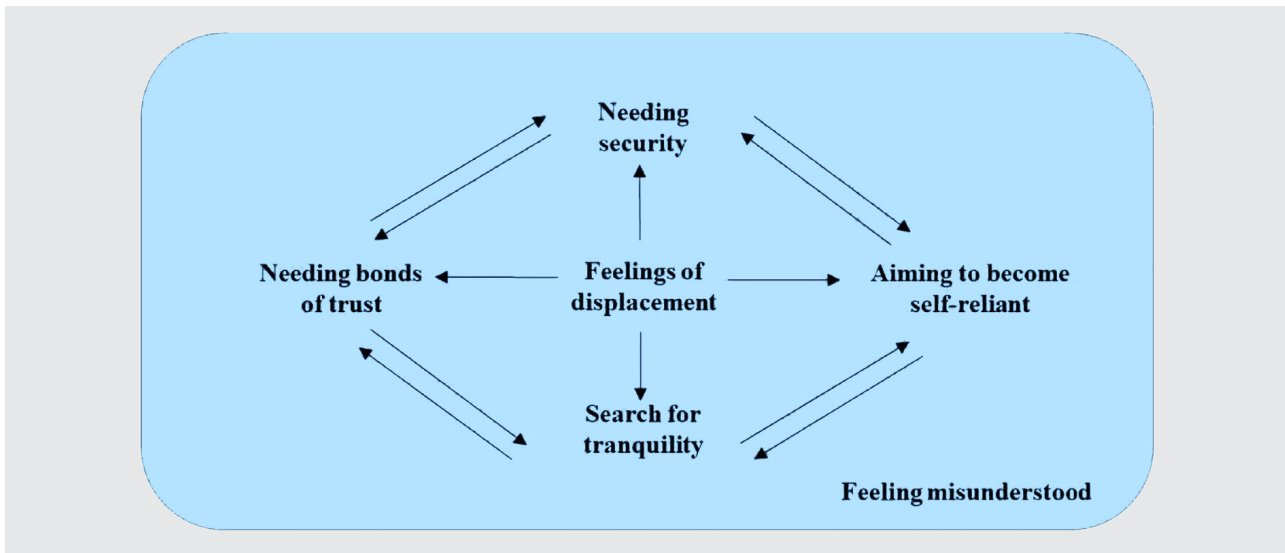 Needing
security
Needing bonds
of trust
Feelings of
displacement
Aiming to become
self-reliant
Search for
tranquility
Feeling misunderstood